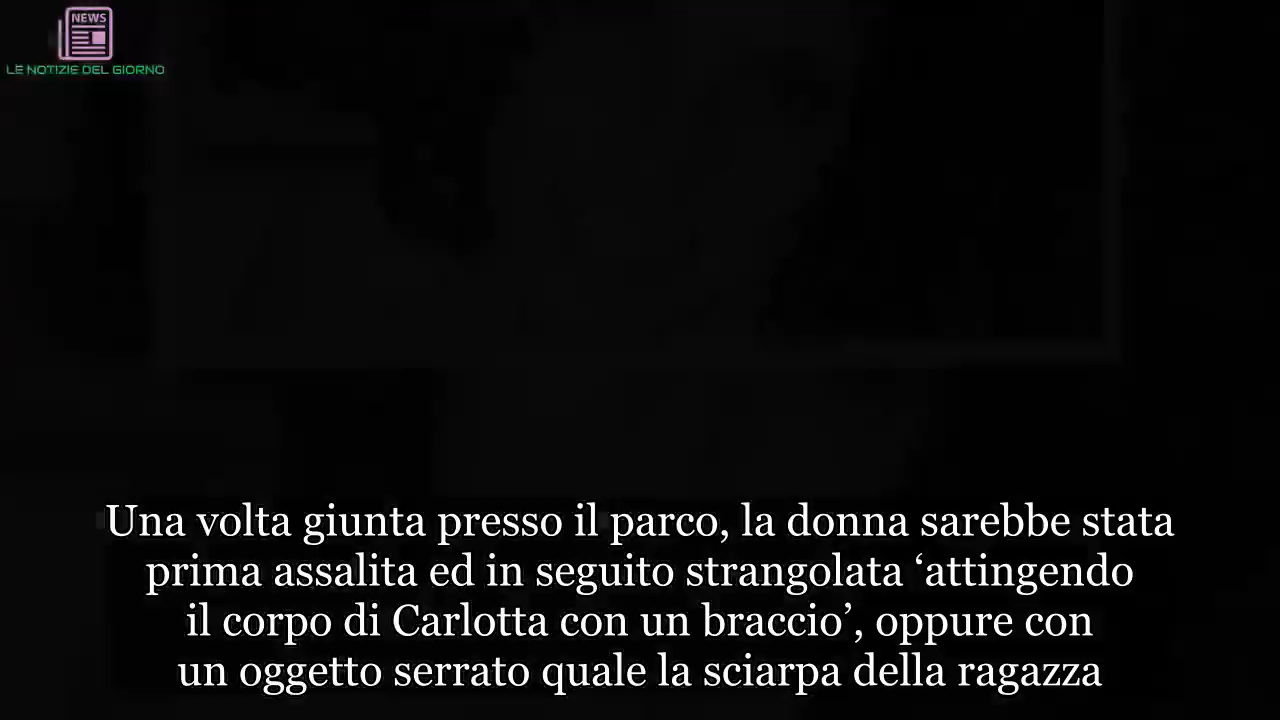 NEWS
LE NOTIZIE DEL GIORNO
Una volta giunta presso il parco, la donna sarebbe stata
prima assalita ed in seguito strangolata ‘attingendo
il corpo di Carlotta con un braccio’, oppure con
un oggetto serrato quale la sciarpa della ragazza